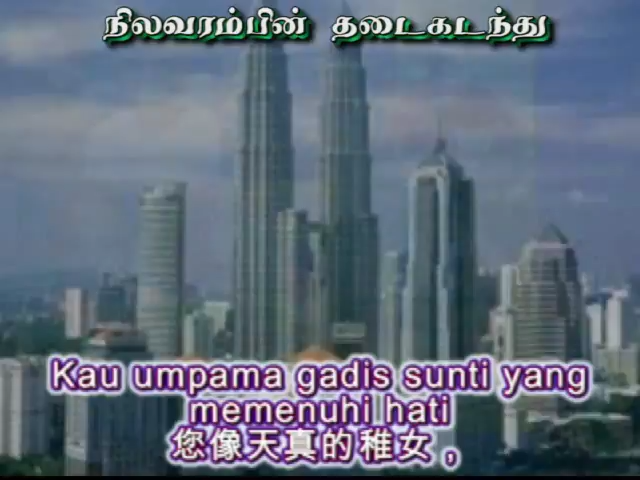 நிலவரம்பின் தடைகடந்து
Kau umpama gadis sunti yang
memenuhi hati
您像天真的稚女，